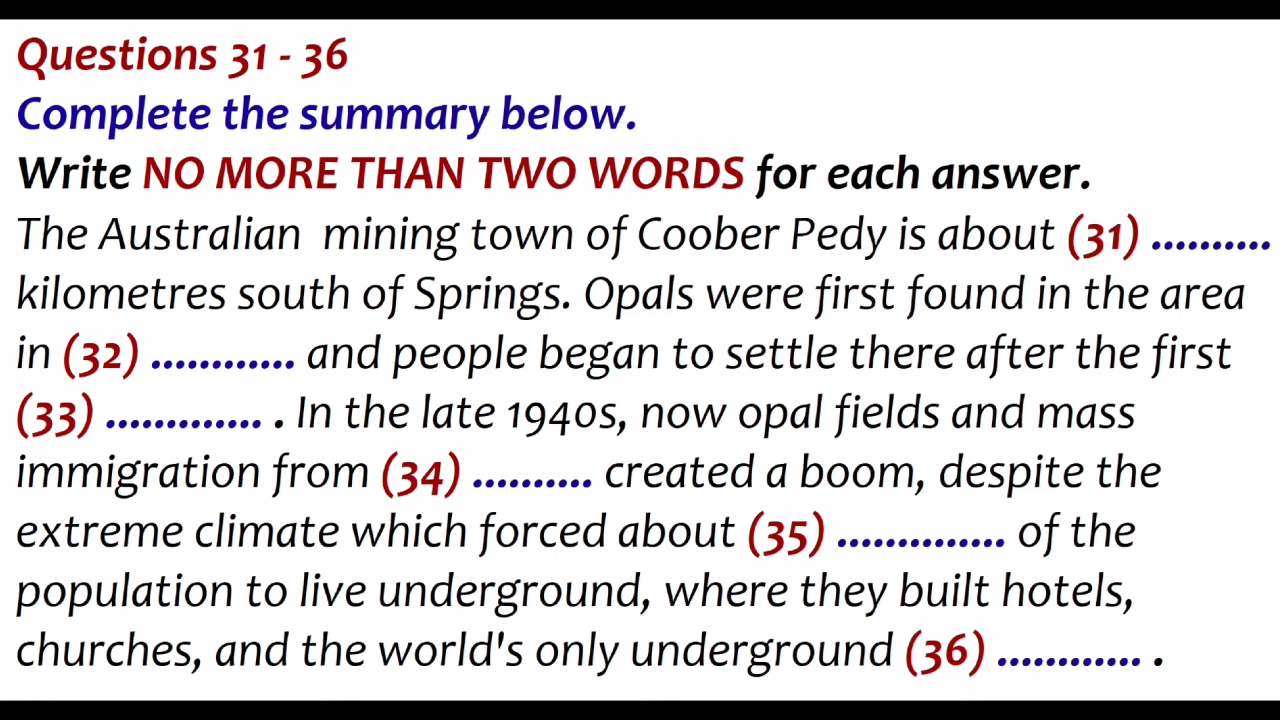 Questions 31 - 36
Complete the summary below.
Write NO MORE THAN TWO WORDS for each answer.
The Australian mining town of Coober Pedy is about (31) ..........
kilometres south of Springs. Opals were first found in the area
in (32) ............ and people began to settle there after the first
(33) ............. . In the late 1940s, now opal fields and mass
immigration from (34) .......... created a boom, despite the
extreme climate which forced about (35) .............. of the
population to live underground, where they built hotels,
churches, and the world's only underground (36) ............ .